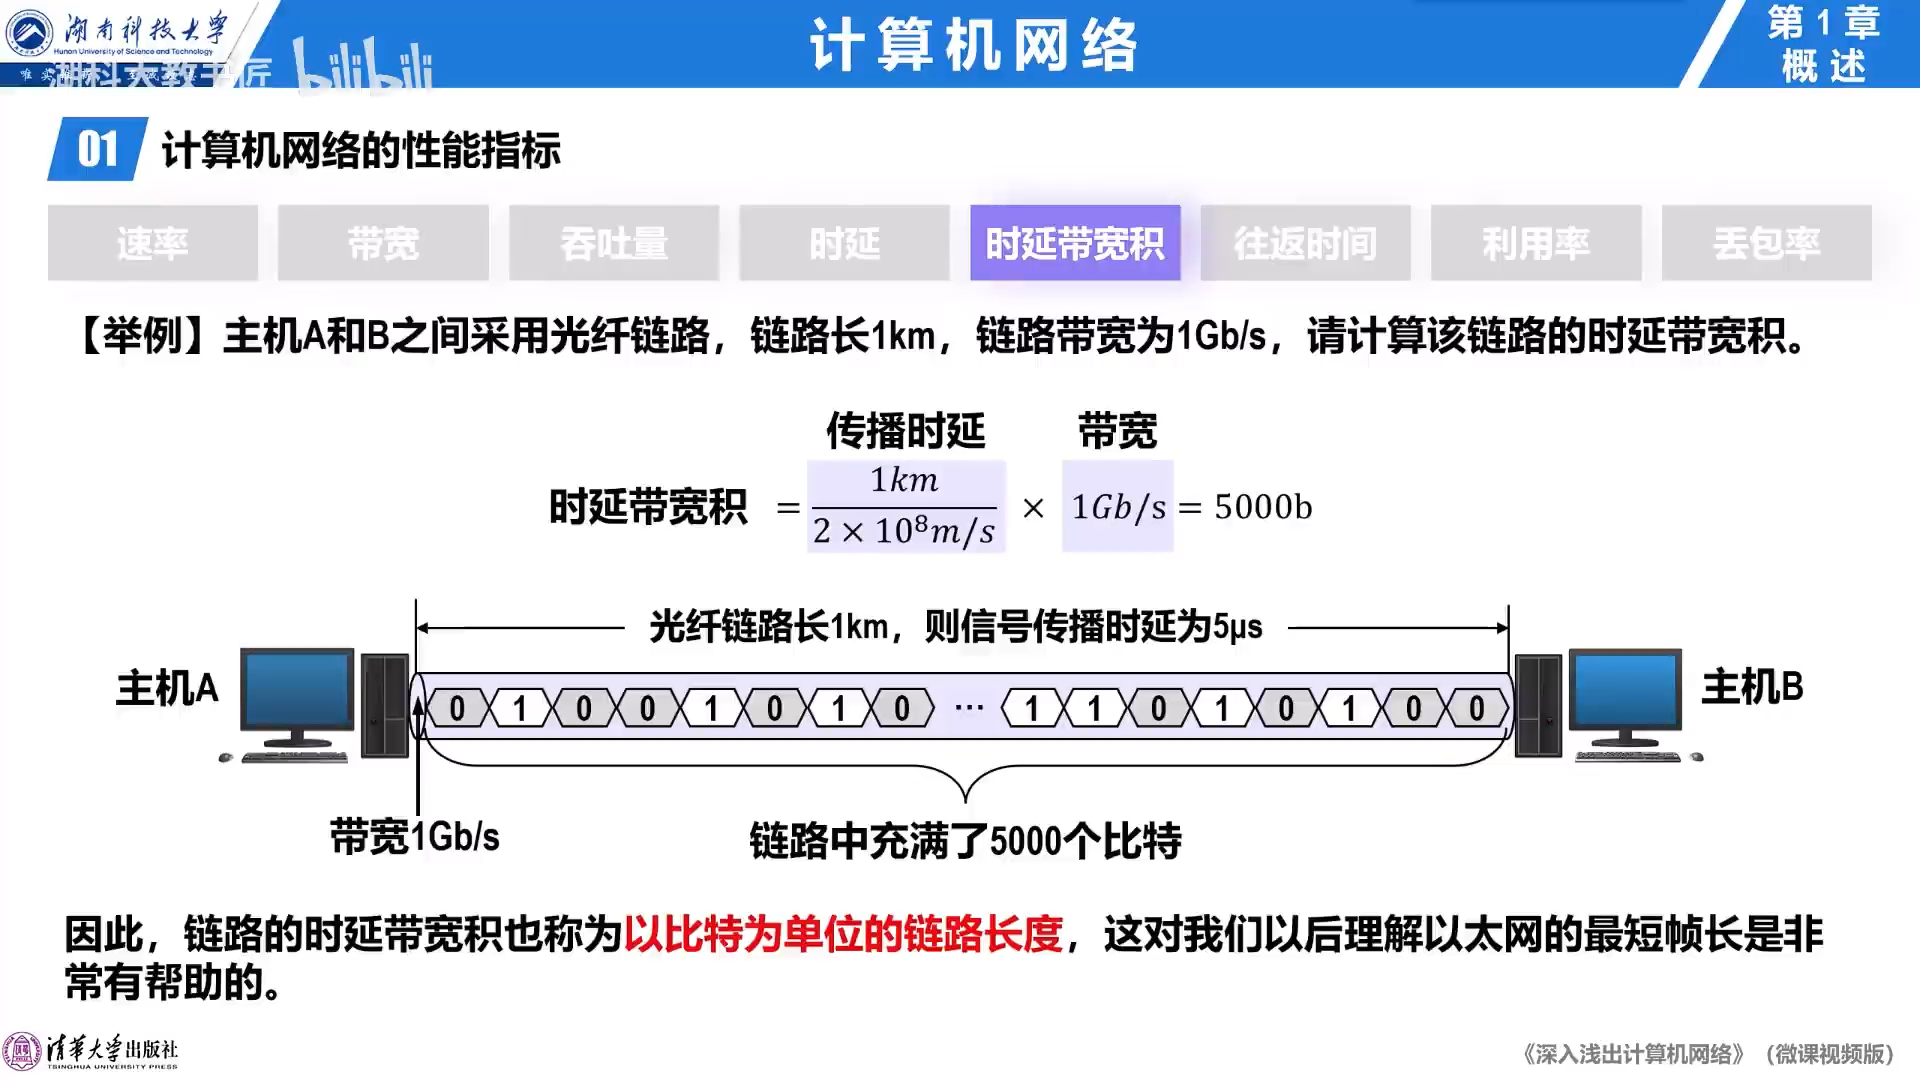 湖南科技大学
Hunan University of Science and Technology
湖科大教书匠 bilibili
计算机网络
第1章
概述
01 计算机网络的性能指标
速率 带宽 吞吐量 时延 时延带宽积 往返时间 利用率 丢包率
【举例】主机A和B之间采用光纤链路，链路长1km，链路带宽为1Gb/s，请计算该链路的时延带宽积。
传播时延 带宽
时延带宽积 = 1km / 2 × 10⁸m/s × 1Gb/s = 5000b
光纤链路长1km，则信号传播时延为5μs
主机A 0 1 0 0 1 0 1 0 … 1 1 0 1 0 1 0 0 主机B
带宽1Gb/s
链路中充满了5000个比特
因此，链路的时延带宽积也称为以比特为单位的链路长度，这对我们以后理解以太网的最短帧长是非
常有帮助的。
清华大学出版社
TSINGHUA UNIVERSITY PRESS
《深入浅出计算机网络》（微课视频版）